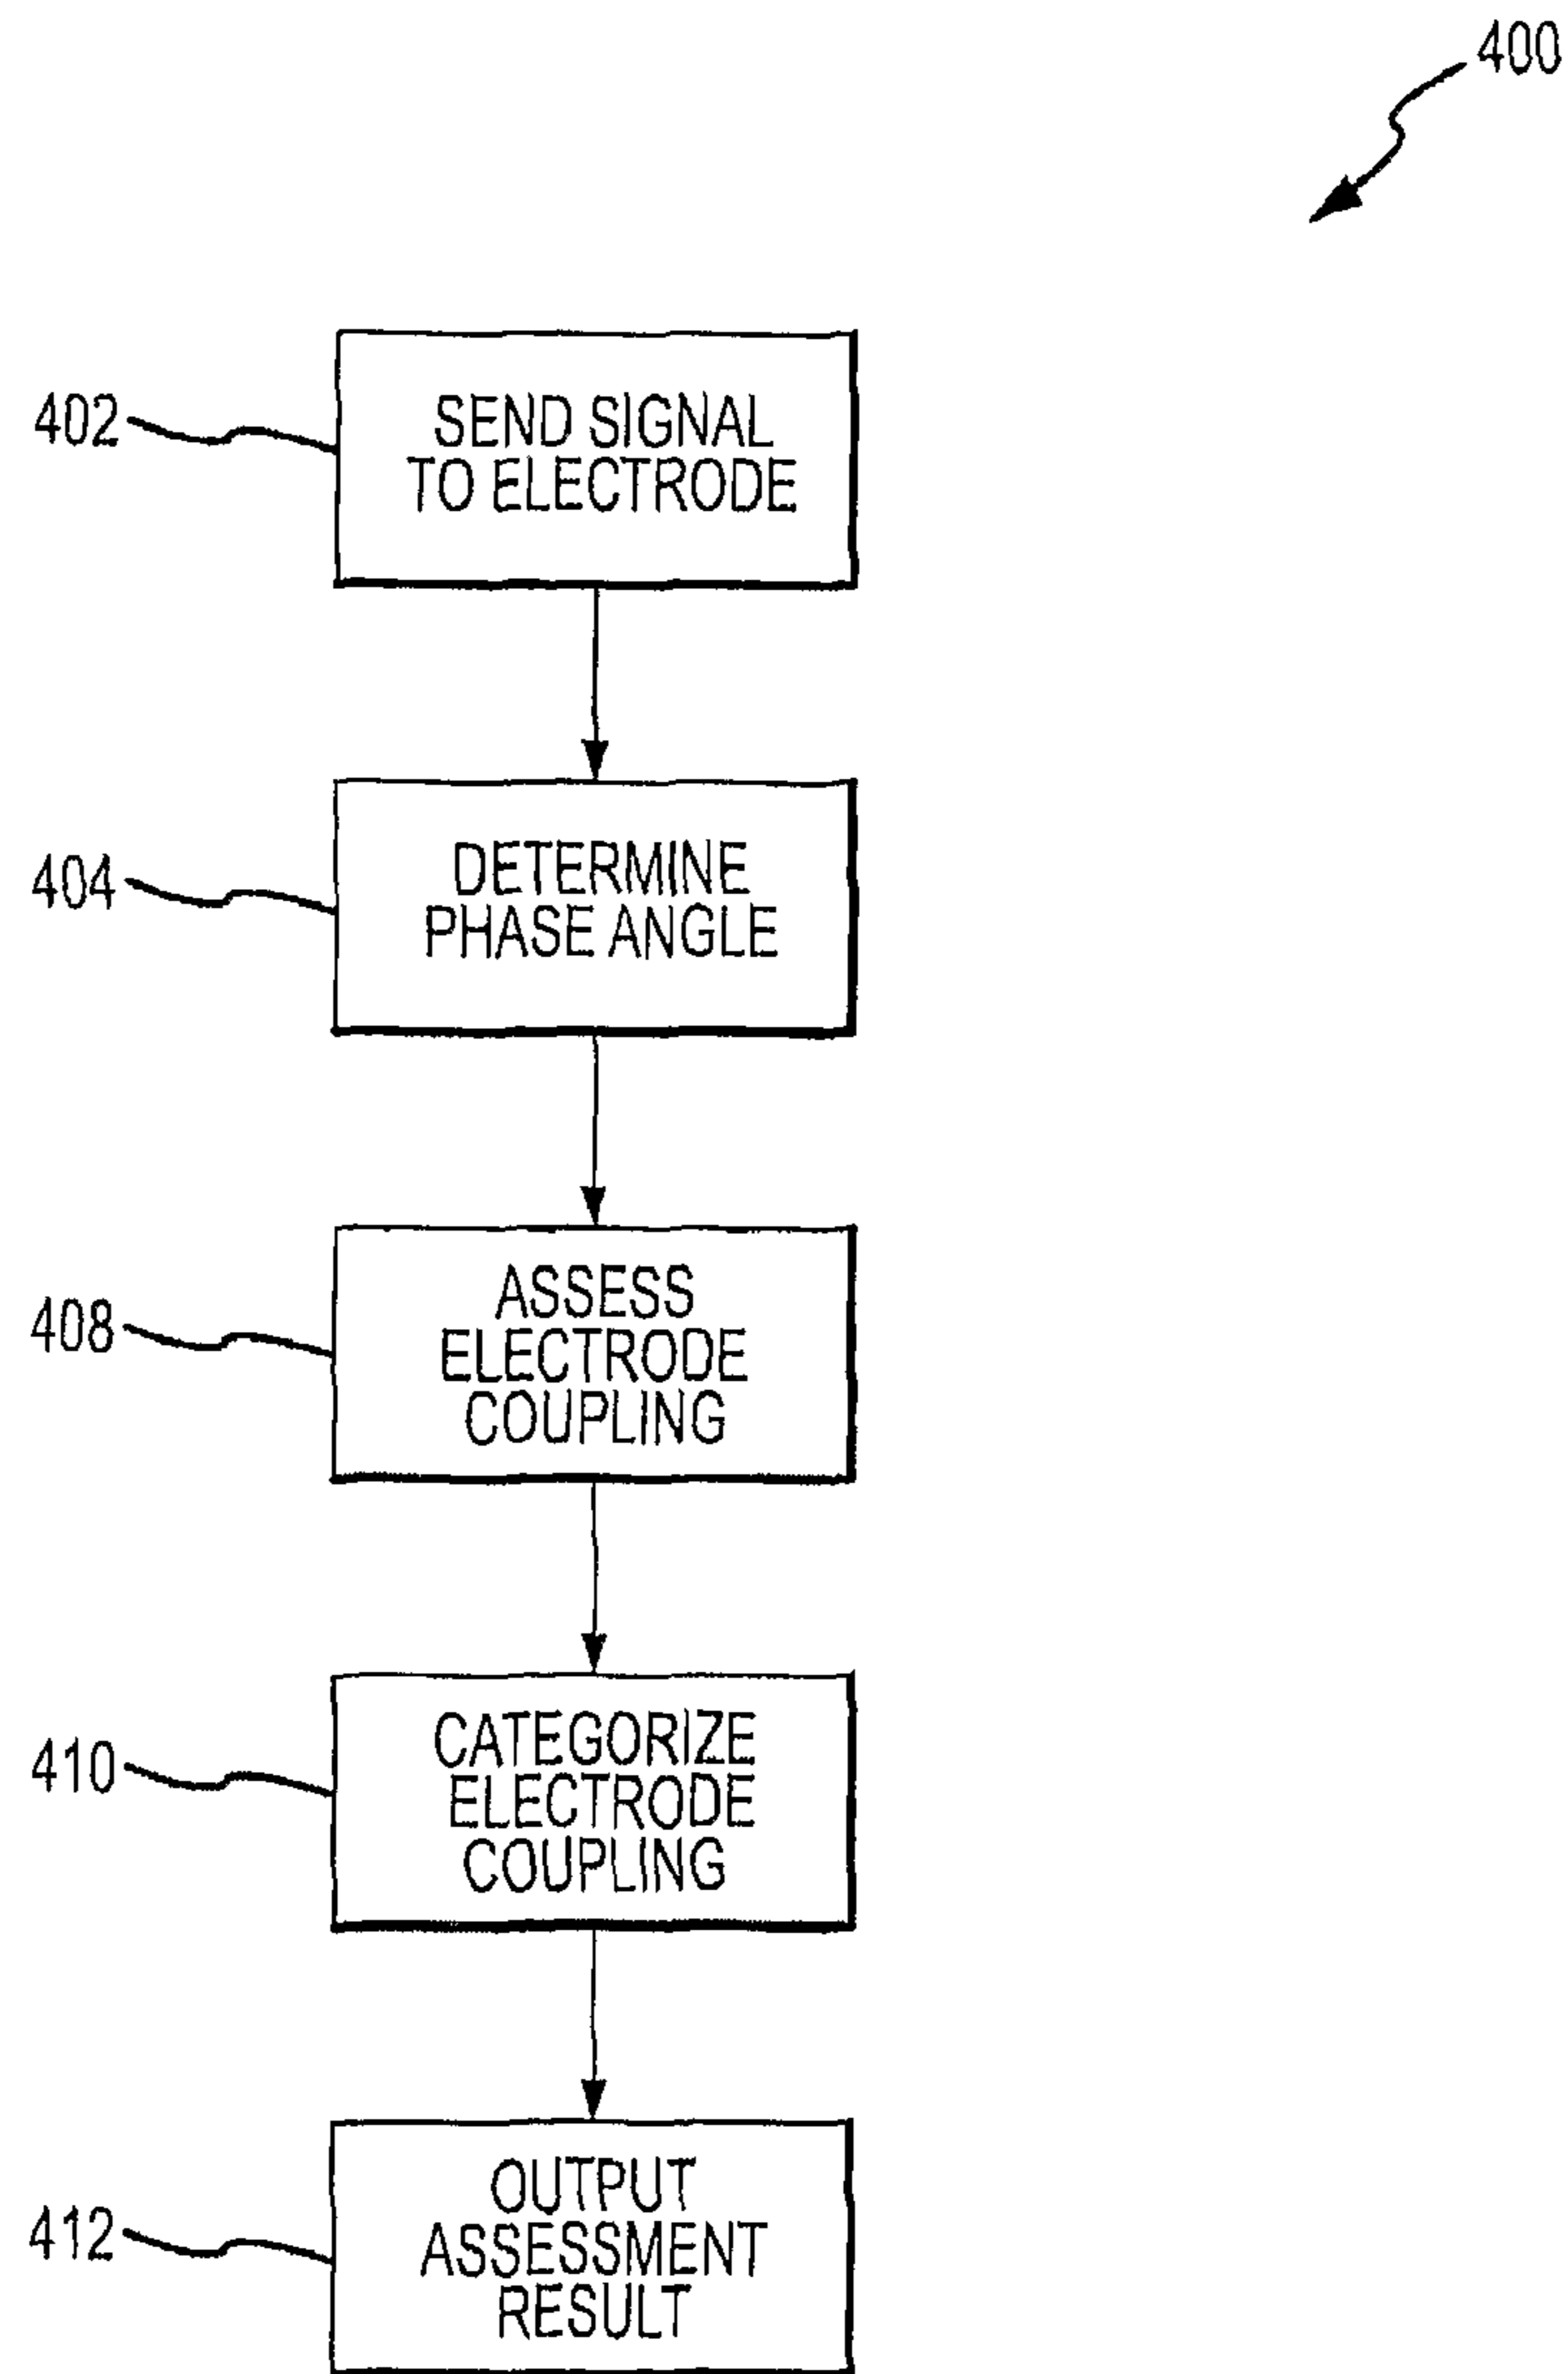 400
402
SEND SIGNAL
TO ELECTRODE
404
DETERMINE
PHASE ANGLE
408
ASSESS
ELECTRODE
COUPLING
410
CATEGORIZE
ELECTRODE
COUPLING
412
OUTPUT
ASSESSMENT
RESULT